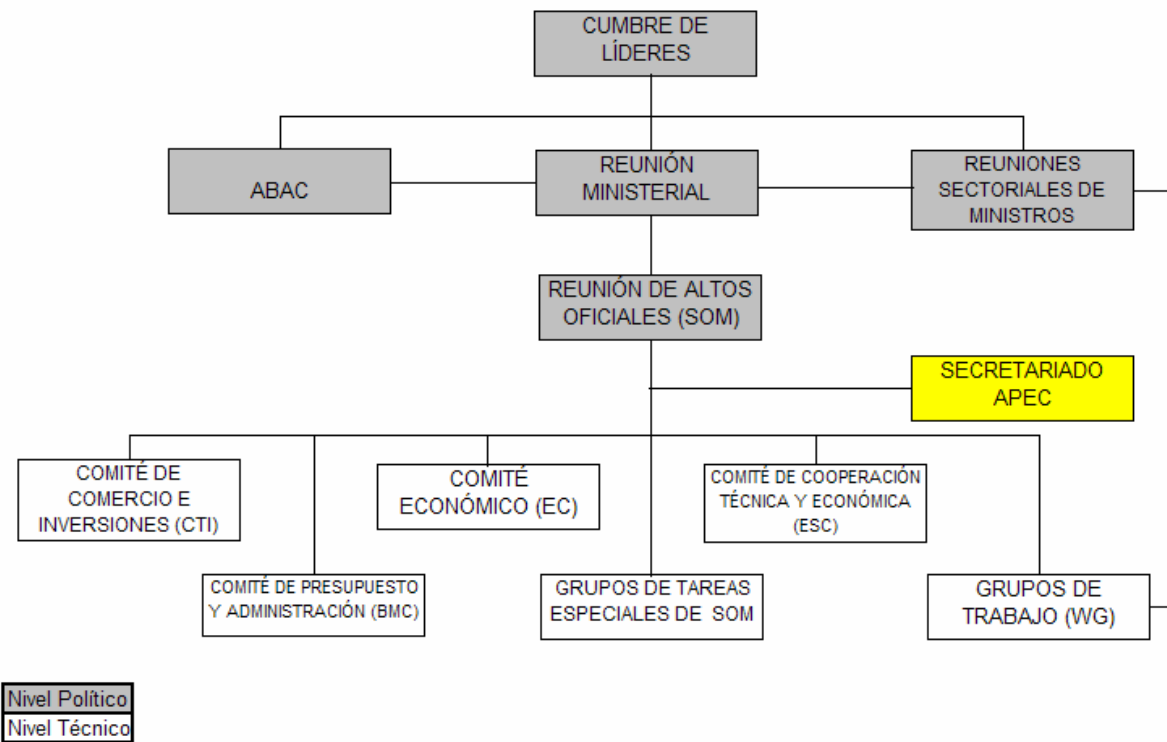 CUMBRE DE
LÍDERES
ABAC
REUNIÓN
MINISTERIAL
REUNIONES
SECTORIALES DE
MINISTROS
REUNIÓN DE ALTOS
OFICIALES (SOM)
SECRETARIADO
APEC
COMITÉ DE
COMERCIO E
INVERSIONES (CTI)
COMITÉ
ECONÓMICO (EC)
COMITÉ DE COOPERACIÓN
TÉCNICA Y ECONÓMICA
(ESC)
COMITÉ DE PRESUPUESTO
Y ADMINISTRACIÓN (BMC)
GRUPOS DE TAREAS
ESPECIALES DE SOM
GRUPOS DE
TRABAJO (WG)
Nivel Político
Nivel Técnico